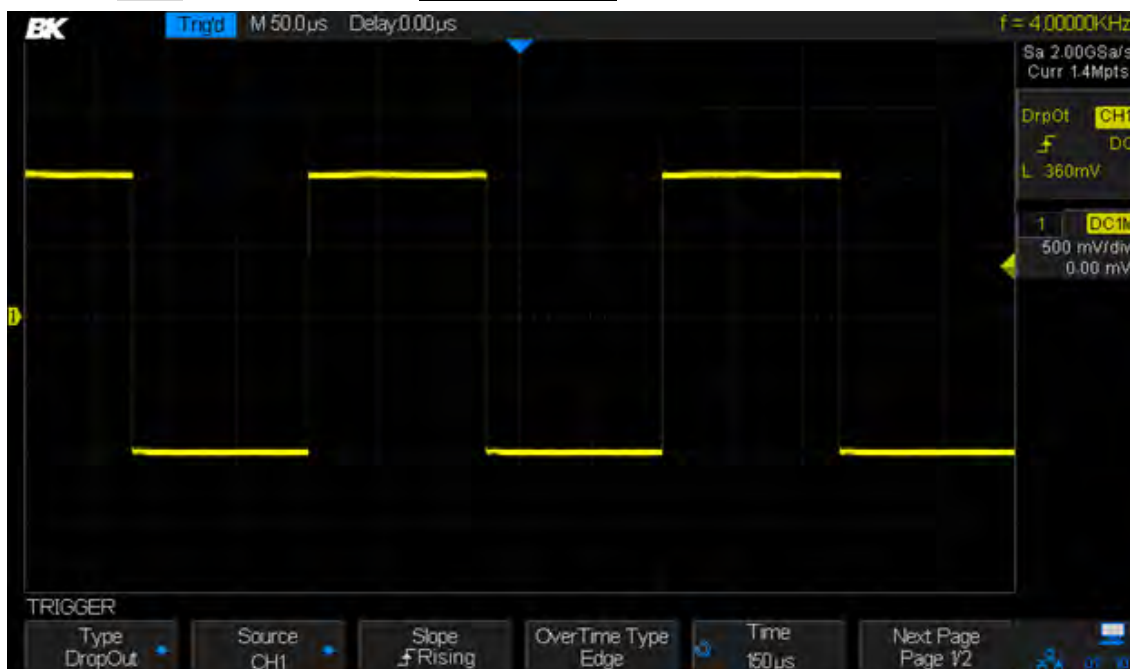 BK Trig'd M 50.0μs Delay:0.00μs f = 4.00000KHz
Sa 2.00GSa/s
Curr 1.4Mpts
DrpOt CH1
DC
L 360mV
1 DC1M
500 mV/div
0.00 mV
1
TRIGGER
Type
DropOut
Source
CH1
Slope
Rising
OverTime Type
Edge
Time
150μs
Next Page
Page 1/2